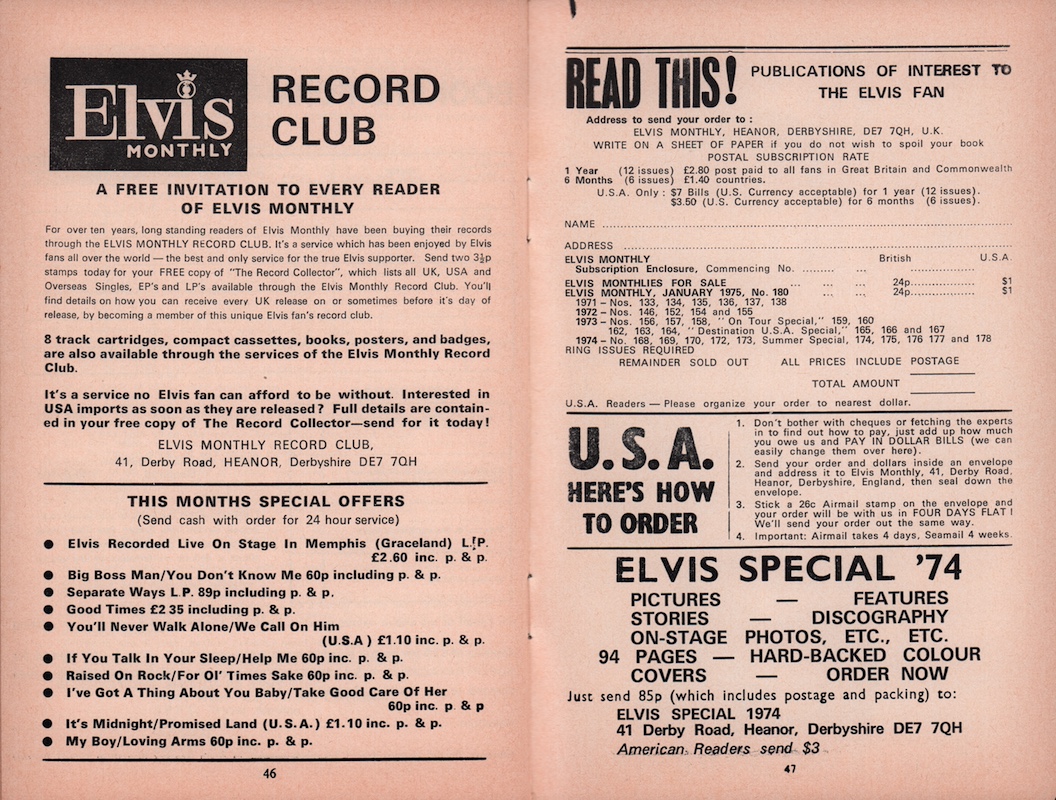 Elvis
MONTHLY
RECORD
CLUB
A FREE INVITATION TO EVERY READER
OF ELVIS MONTHLY
For over ten years, long standing readers of Elvis Monthly have been buying their records
through the ELVIS MONTHLY RECORD CLUB. It's a service which has been enjoyed by Elvis
fans all over the world — the best and only service for the true Elvis supporter. Send two 3½p
stamps today for your FREE copy of "The Record Collector", which lists all UK, USA and
Overseas Singles, EP's and LP's available through the Elvis Monthly Record Club. You'll
find details on how you can receive every UK release on or sometimes before it's day of
release, by becoming a member of this unique Elvis fan's record club.
8 track cartridges, compact cassettes, books, posters, and badges,
are also available through the services of the Elvis Monthly Record
Club.
It's a service no Elvis fan can afford to be without. Interested in
USA imports as soon as they are released? Full details are contain-
ed in your free copy of The Record Collector—send for it today!
ELVIS MONTHLY RECORD CLUB,
41, Derby Road, HEANOR, Derbyshire DE7 7QH
THIS MONTHS SPECIAL OFFERS
(Send cash with order for 24 hour service)
● Elvis Recorded Live On Stage In Memphis (Graceland) L.P.
£2.60 inc. p. & p.
● Big Boss Man/You Don't Know Me 60p including p. & p.
● Separate Ways L.P. 89p including p. & p.
● Good Times £2 35 including p. & p.
● You'll Never Walk Alone/We Call On Him
(U.S.A ) £1.10 inc. p. & p.
● If You Talk In Your Sleep/Help Me 60p inc. p. & p.
● Raised On Rock/For Ol' Times Sake 60p inc. p. & p.
● I've Got A Thing About You Baby/Take Good Care Of Her
60p inc. p. & p
● It's Midnight/Promised Land (U.S.A.) £1.10 inc. p. & p.
● My Boy/Loving Arms 60p inc. p. & p.
46
READ THIS! PUBLICATIONS OF INTEREST TO
THE ELVIS FAN
Address to send your order to :
ELVIS MONTHLY, HEANOR, DERBYSHIRE, DE7 7QH, U.K.
WRITE ON A SHEET OF PAPER if you do not wish to spoil your book
POSTAL SUBSCRIPTION RATE
1 Year (12 issues) £2.80 post paid to all fans in Great Britain and Commonwealth
6 Months (6 issues) £1.40 countries.
U.S.A. Only : $7 Bills (U.S. Currency acceptable) for 1 year (12 issues).
$3.50 (U.S. Currency acceptable) for 6 months (6 issues).
NAME ....................
ADDRESS ....................
ELVIS MONTHLY British U.S.A.
Subscription Enclosure, Commencing No. ......... ... ..................
ELVIS MONTHLIES FOR SALE ... ... ... 24p.................. $1
ELVIS MONTHLY, JANUARY 1975, No. 180 ... ... 24p.................. $1
1971 – Nos. 133, 134, 135, 136, 137, 138
1972 – Nos. 146, 152, 154 and 155
1973 – Nos. 156, 157, 158, "On Tour Special," 159, 160
162, 163, 164, "Destination U.S.A. Special," 165, 166 and 167
1974 – No. 168, 169, 170, 172, 173, Summer Special, 174, 175, 176 177 and 178
RING ISSUES REQUIRED
REMAINDER SOLD OUT ALL PRICES INCLUDE POSTAGE
TOTAL AMOUNT
U.S.A. Readers — Please organize your order to nearest dollar.
U.S.A.
HERE'S HOW
TO ORDER
1. Don't bother with cheques or fetching the experts
in to find out how to pay, just add up how much
you owe us and PAY IN DOLLAR BILLS (we can
easily change them over here).
2. Send your order and dollars inside an envelope
and address it to Elvis Monthly, 41, Derby Road,
Heanor, Derbyshire, England, then seal down the
envelope.
3. Stick a 26c Airmail stamp on the envelope and
your order will be with us in FOUR DAYS FLAT!
We'll send your order out the same way.
4. Important: Airmail takes 4 days, Seamail 4 weeks.
ELVIS SPECIAL '74
PICTURES — FEATURES
STORIES — DISCOGRAPHY
ON-STAGE PHOTOS, ETC., ETC.
94 PAGES — HARD-BACKED COLOUR
COVERS — ORDER NOW
Just send 85p (which includes postage and packing) to:
ELVIS SPECIAL 1974
41 Derby Road, Heanor, Derbyshire DE7 7QH
American Readers send $3
47